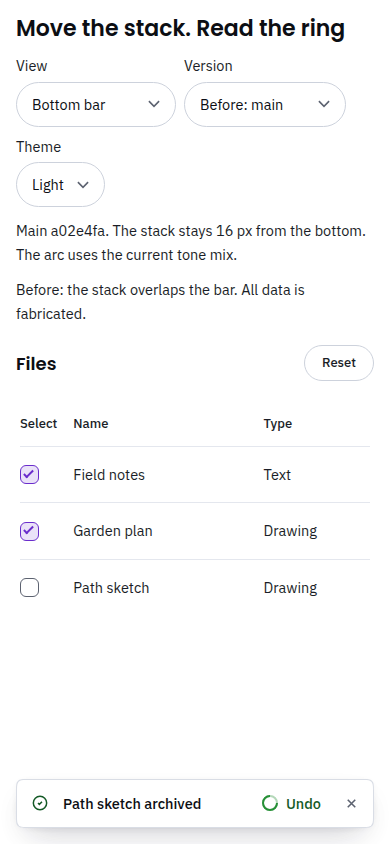 Move the stack. Read the ring
View
Version
Bottom bar
Before: main
Theme
Light
Main a02e4fa. The stack stays 16 px from the bottom.
The arc uses the current tone mix.
Before: the stack overlaps the bar. All data is
fabricated.
Files
Reset
Select Name Type
Field notes Text
Garden plan Drawing
Path sketch Drawing
Path sketch archived Undo